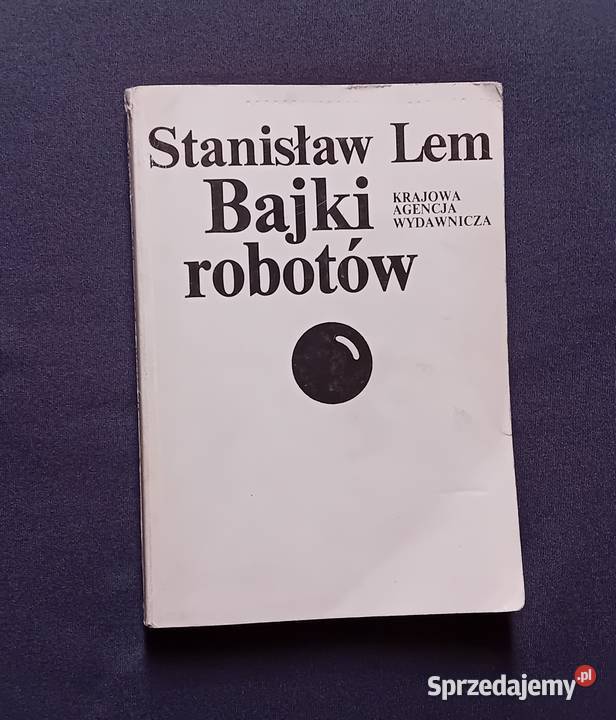 Stanisław Lem
Bajki
robotów
KRAJOWA
AGENCJA
WYDAWNICZA
Sprzedajemy.pl